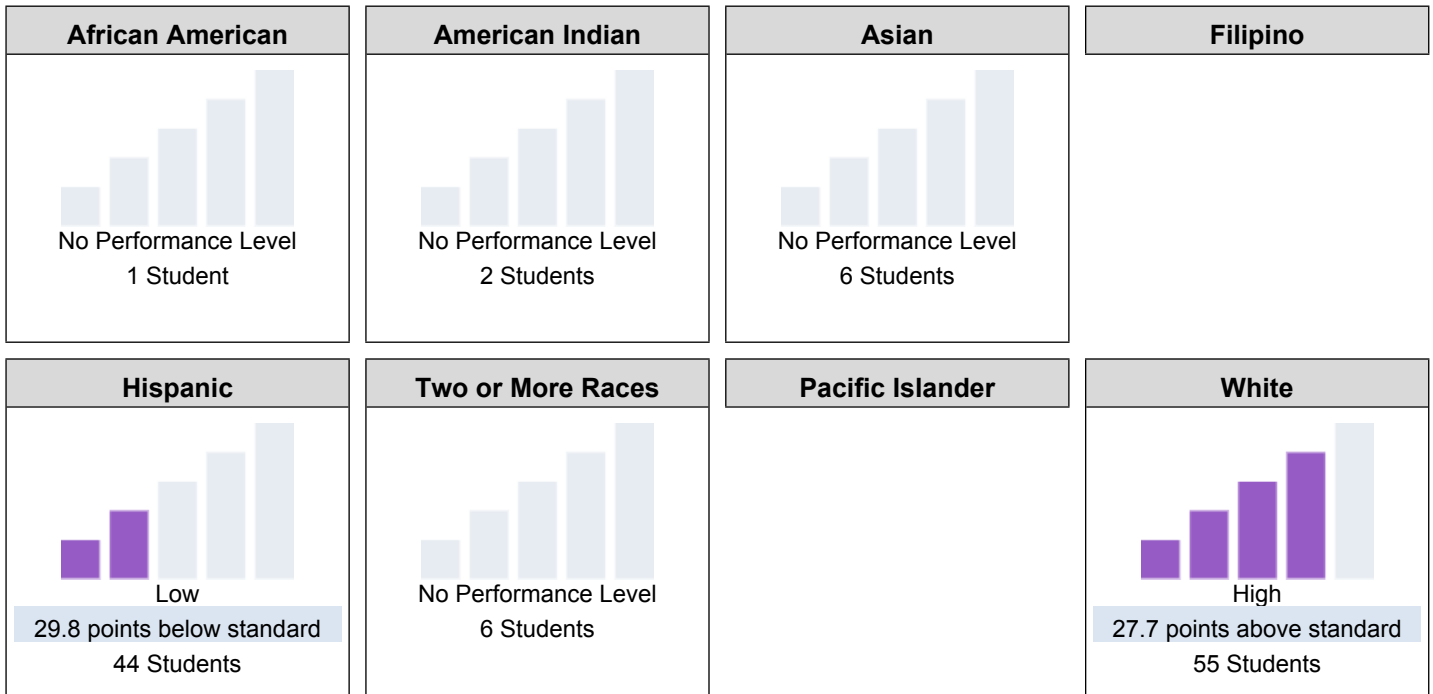 African American
No Performance Level
1 Student
American Indian
No Performance Level
2 Students
Asian
No Performance Level
6 Students
Filipino
Hispanic
Low
29.8 points below standard
44 Students
Two or More Races
No Performance Level
6 Students
Pacific Islander
White
High
27.7 points above standard
55 Students